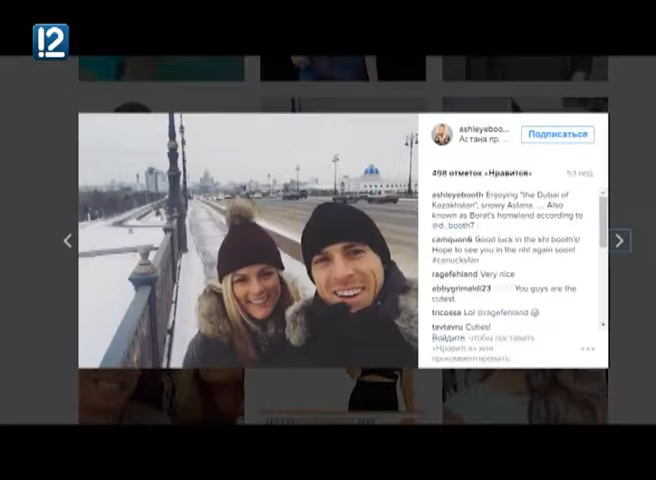 12
ashleyeboo...
Подписаться
Астана пр. ...
498 отметок «Нравится»
53 нед.
ashleyebooth Enjoying "the Dubai of
Kazakhstan", snowy Astana. ... Also
known as Borat's homeland according to
@d_booth7
camquon6 Good luck in the khl booth's!
Hope to see you in the nhl again soon!
#canucksfan
ragefehland Very nice
abbygrimaldi23 You guys are the
cutest.
tricossa Lol @ragefehland
tavtavru Cuties!
Войдите, чтобы поставить
«Нравится» или
прокомментировать.